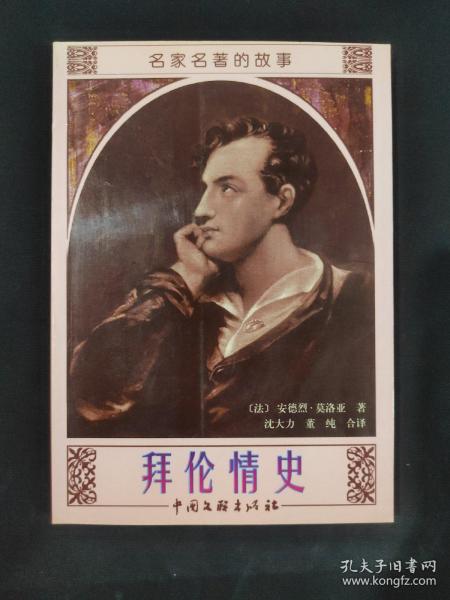 名家名著的故事
〔法〕 安德烈·莫洛亚 著
沈大力 董 纯 合译
拜伦情史
中国文联出版社
孔夫子旧书网
www.kongfz.com